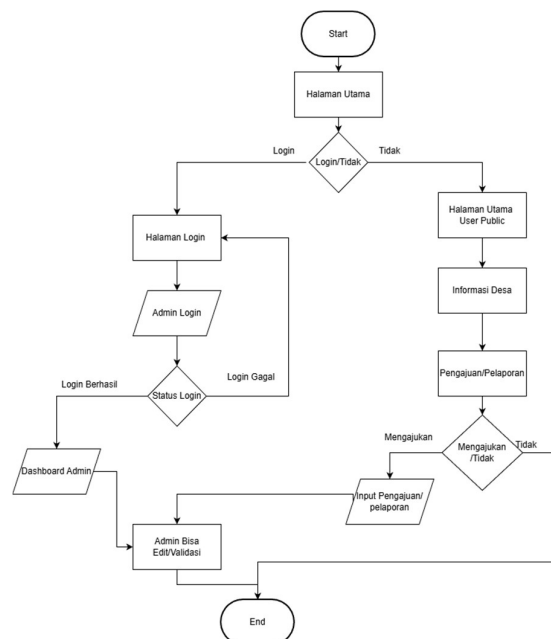 Start
Halaman Utama
Login
Login/Tidak
Tidak
Halaman Login
Halaman Utama
User Public
Informasi Desa
Admin Login
Pengajuan/Pelaporan
Login Gagal
Login Berhasil
Status Login
Mengajukan
Mengajukan
/Tidak
Tidak
Dashboard Admin
Input Pengajuan/
pelaporan
Admin Bisa
Edit/Validasi
End